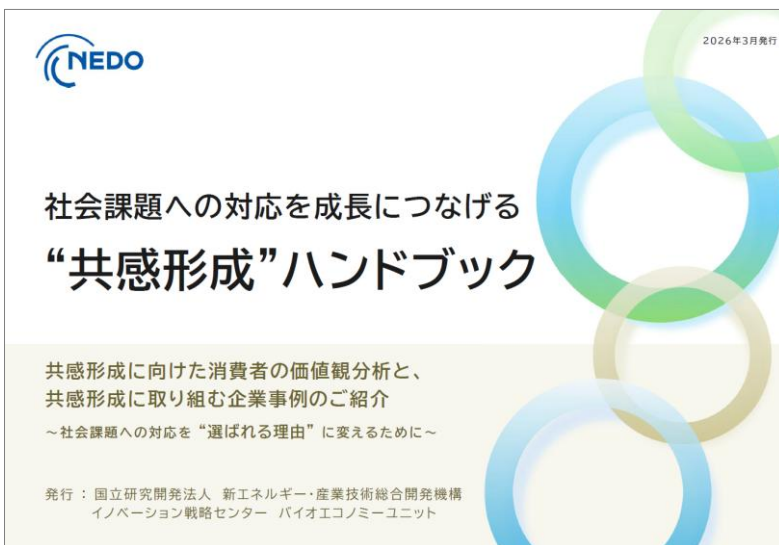 NEDO
2026年3月発行
社会課題への対応を成長につなげる
“共感形成”ハンドブック
共感形成に向けた消費者の価値観分析と、
共感形成に取り組む企業事例のご紹介
～社会課題への対応を “選ばれる理由” に変えるために～
発行 ： 国立研究開発法人 新エネルギー・産業技術総合開発機構
イノベーション戦略センター バイオエコノミーユニット